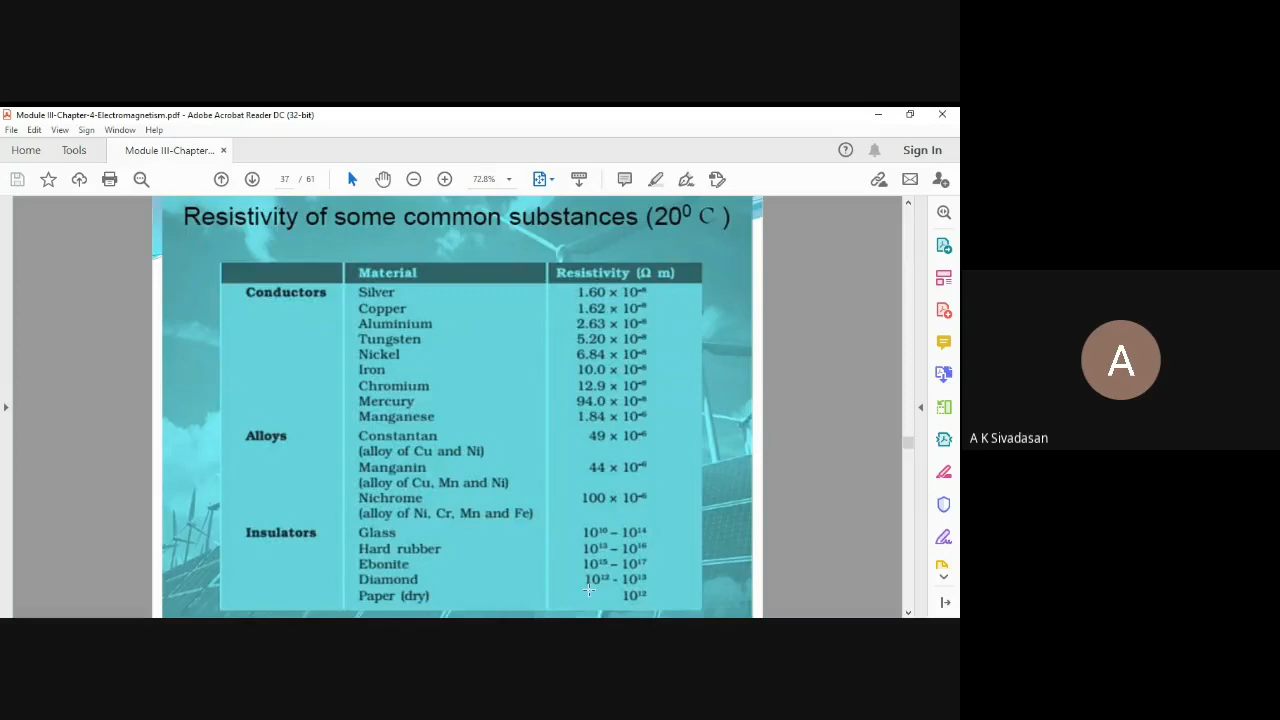 Module III-Chapter-4-Electromagnetism.pdf - Adobe Acrobat Reader DC (32-bit)
File Edit View Sign Window Help
Home Tools Module III-Chapter... × Sign In
37 / 61 72.8%
Resistivity of some common substances (20⁰ C )
Material Resistivity (Ω m)
Conductors Silver 1.60 × 10⁻⁸
Copper 1.62 × 10⁻⁸
Aluminium 2.63 × 10⁻⁸
Tungsten 5.20 × 10⁻⁸
Nickel 6.84 × 10⁻⁸
Iron 10.0 × 10⁻⁸
Chromium 12.9 × 10⁻⁸
Mercury 94.0 × 10⁻⁸
Manganese 1.84 × 10⁻⁶
Alloys Constantan 49 × 10⁻⁶
(alloy of Cu and Ni)
Manganin 44 × 10⁻⁶
(alloy of Cu, Mn and Ni)
Nichrome 100 × 10⁻⁶
(alloy of Ni, Cr, Mn and Fe)
Insulators Glass 10¹⁰ – 10¹⁴
Hard rubber 10¹³ – 10¹⁶
Ebonite 10¹⁵ – 10¹⁷
Diamond 10¹² - 10¹³
Paper (dry) 10¹²
A
A K Sivadasan